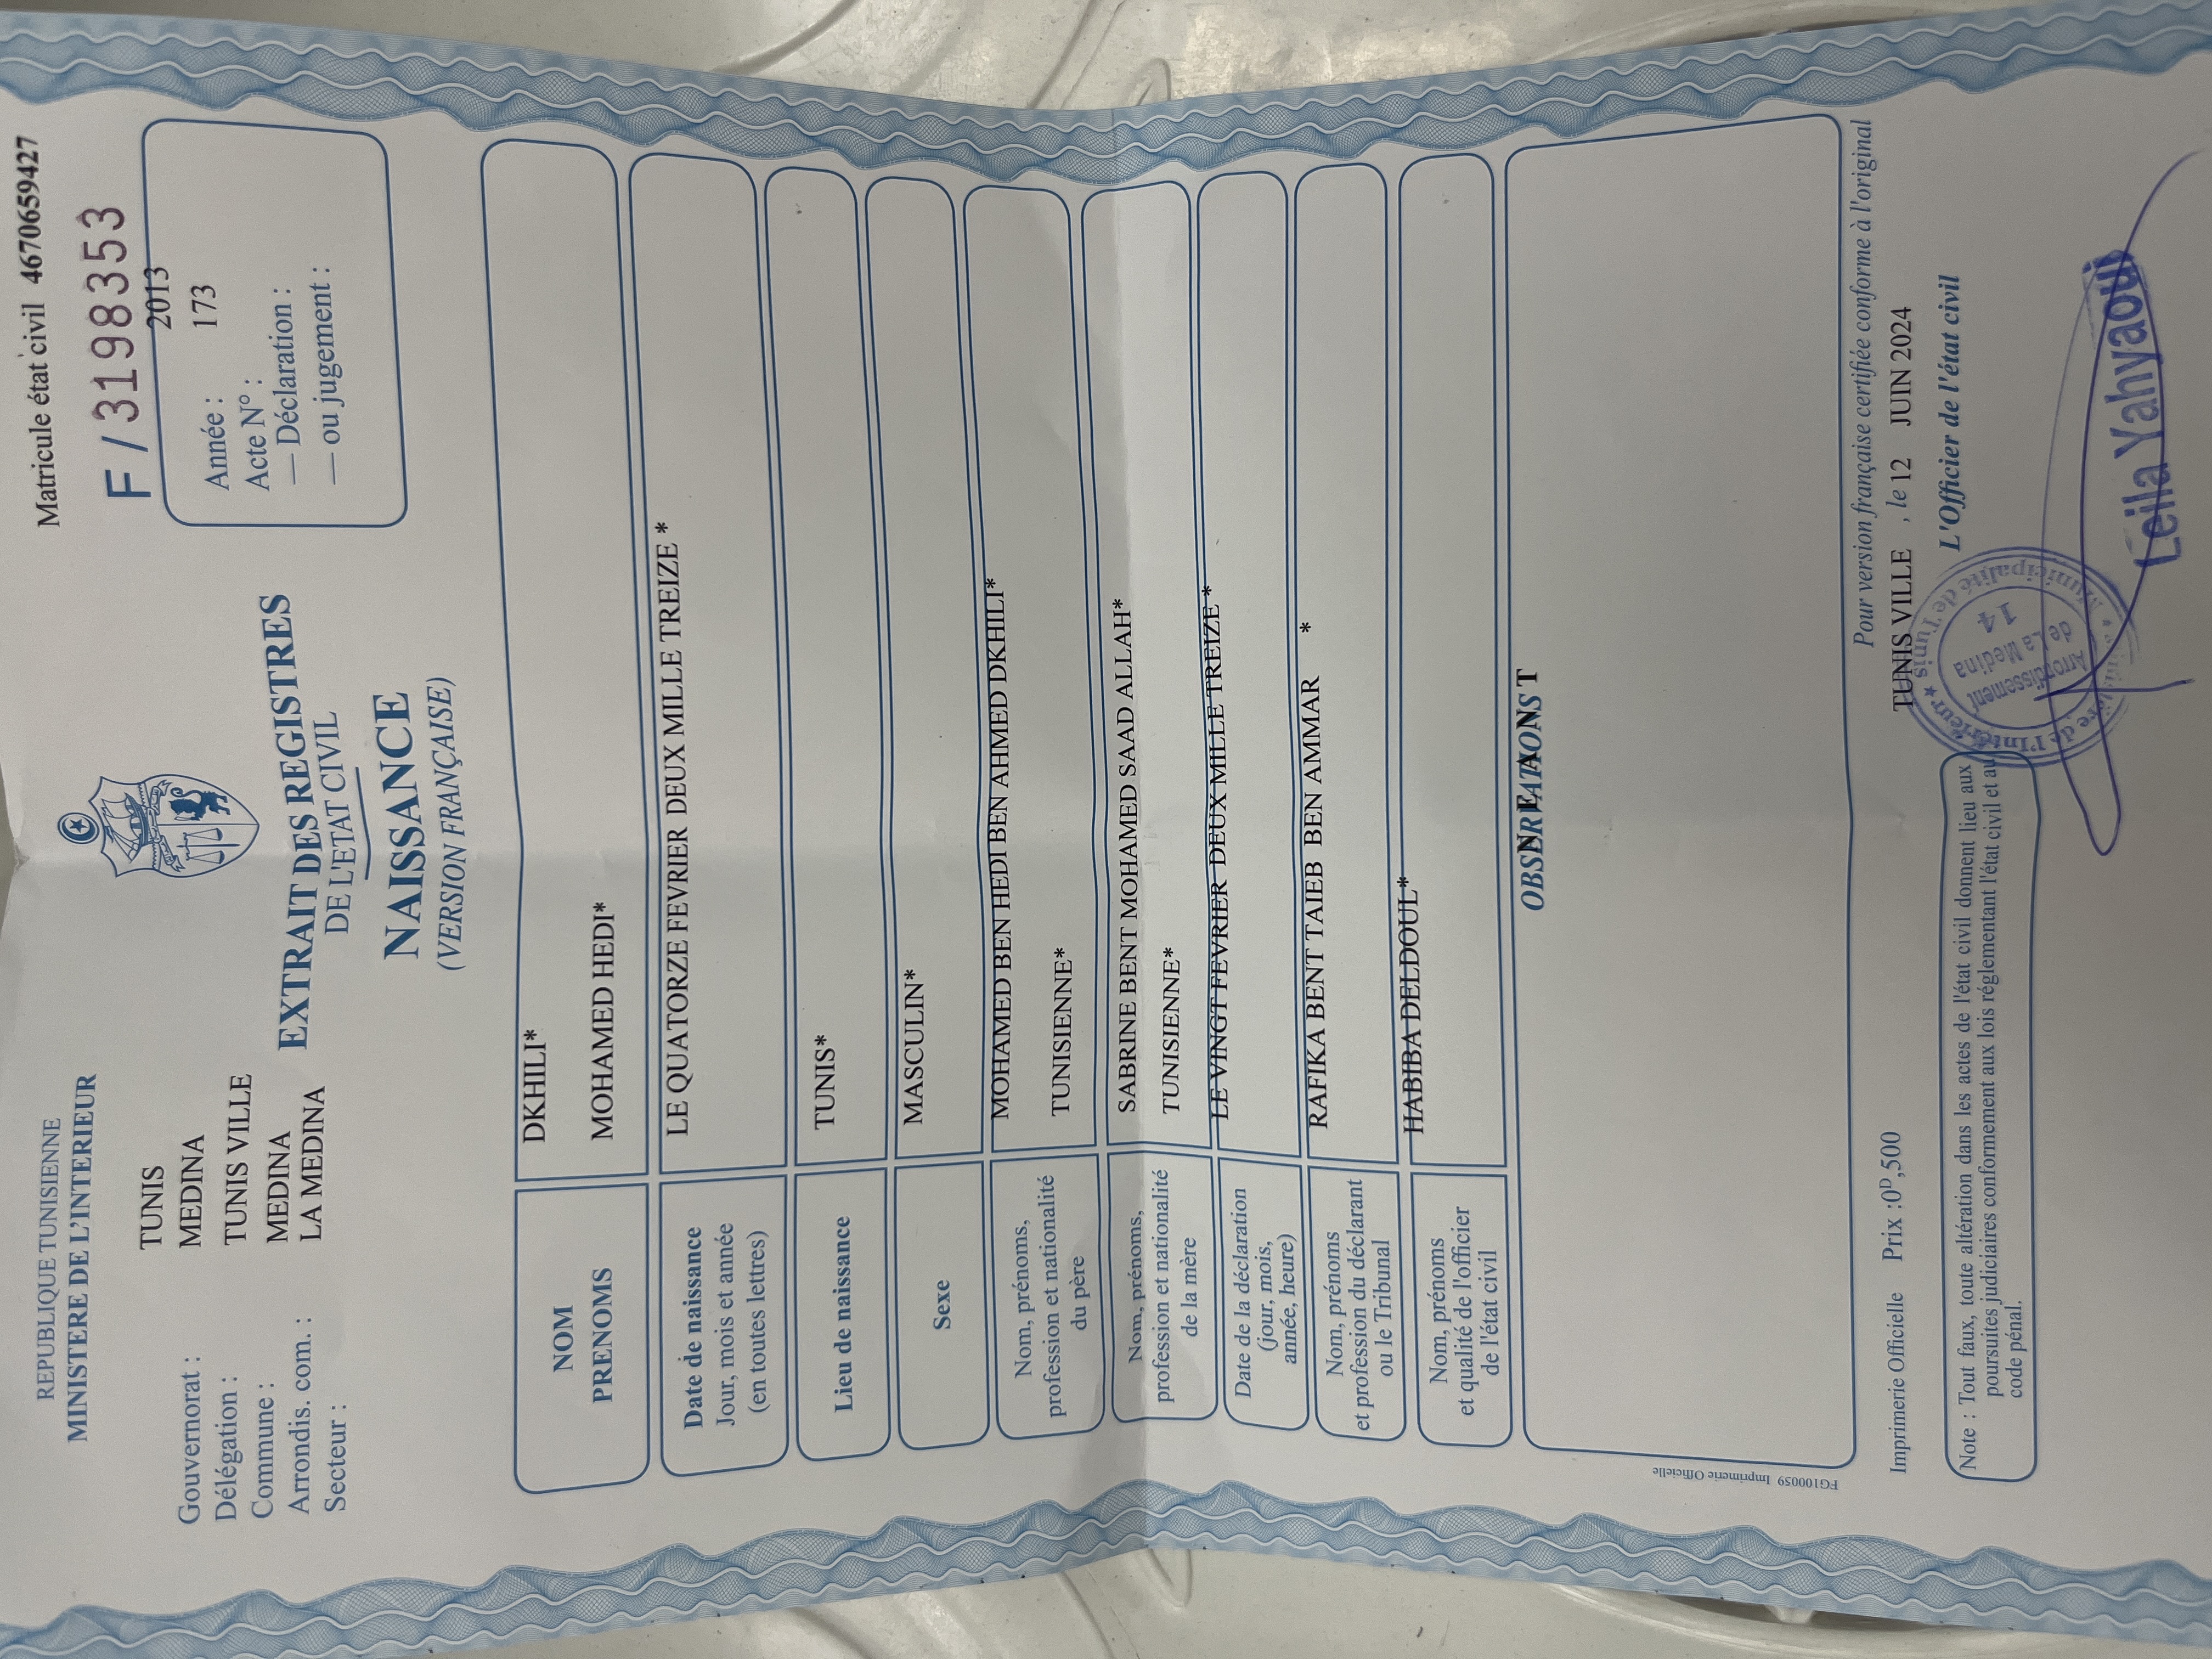 Matricule état civil 4670659427
REPUBLIQUE TUNISIENNE
MINISTERE DE L'INTERIEUR
F / 3198353
2013
Année : 173
Acte N° :
— Déclaration :
— ou jugement :
TUNIS
Gouvernorat : MEDINA
Délégation : TUNIS VILLE
Commune : MEDINA
Arrondis. com. : LA MEDINA
Secteur :
EXTRAIT DES REGISTRES
DE L'ETAT CIVIL
NAISSANCE
(VERSION FRANÇAISE)
NOM DKHILI*
PRENOMS MOHAMED HEDI*
Date de naissance
Jour, mois et année
(en toutes lettres)
LE QUATORZE FEVRIER DEUX MILLE TREIZE *
Lieu de naissance TUNIS*
Sexe MASCULIN*
Nom, prénoms,
profession et nationalité
du père
MOHAMED BEN HEDI BEN AHMED DKHILI*
TUNISIENNE*
Nom, prénoms,
profession et nationalité
de la mère
SABRINE BENT MOHAMED SAAD ALLAH*
TUNISIENNE*
Date de la déclaration
(jour, mois,
année, heure)
LE VINGT FEVRIER DEUX MILLE TREIZE *
Nom, prénoms
et profession du déclarant
ou le Tribunal
RAFIKA BENT TAIEB BEN AMMAR *
Nom, prénoms
et qualité de l'officier
de l'état civil
HABIBA DELDOUL*
OBSERVATIONS
NEANT
FG100059 Imprimerie Officielle
Pour version française certifiée conforme à l'original
Imprimerie Officielle Prix :0D,500
TUNIS VILLE , le 12 JUIN 2024
L'Officier de l'état civil
Note : Tout faux, toute altération dans les actes de l'état civil donnent lieu aux
poursuites judiciaires conformement aux lois réglementant l'état civil et au
code pénal.
Ministère de l'Intérieur ★ Municipalité de Tunis ★
Arrondissement
de La Medina
14
Leila Yahyaoui